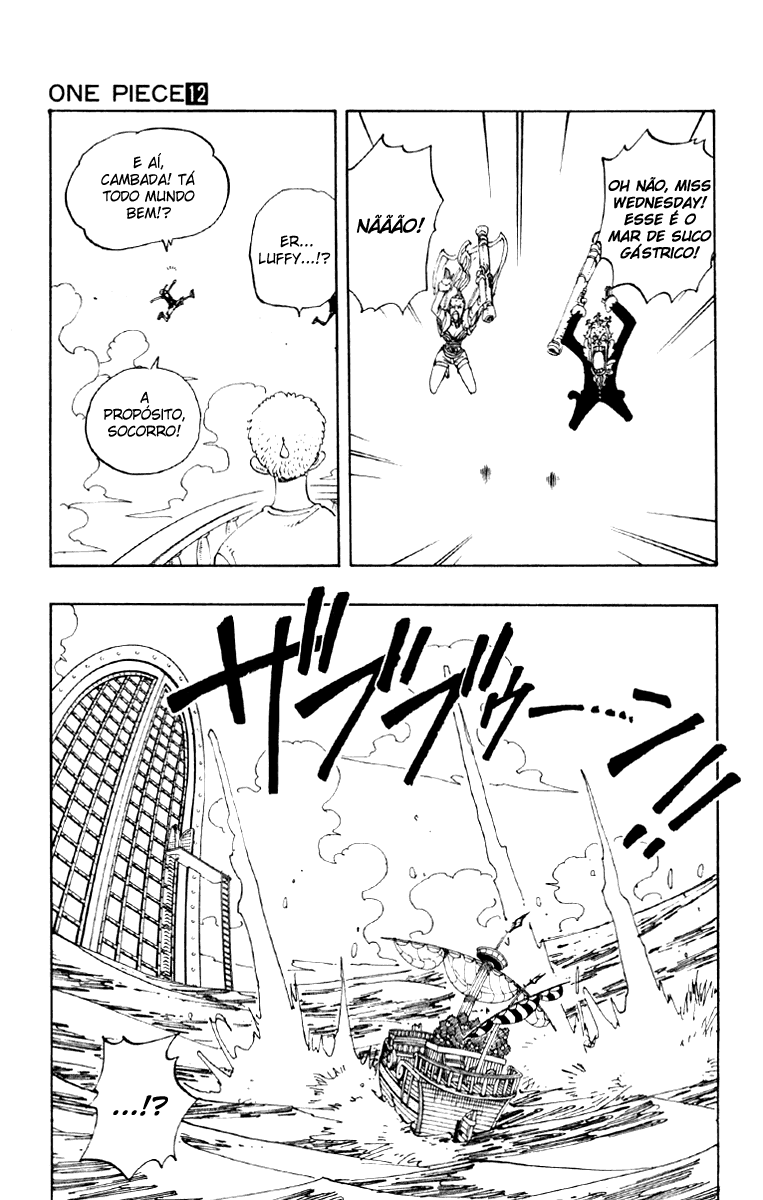 ONE PIECE 12
OH NÃO, MISS
WEDNESDAY!
ESSE É O
MAR DE SUCO
GÁSTRICO!
NÃÃÃO!
ER...
LUFFY...!?
E AÍ,
CAMBADA! TÁ
TODO MUNDO
BEM!?
A
PROPÓSITO,
SOCORRO!
ザブブゥーン!!
...!?